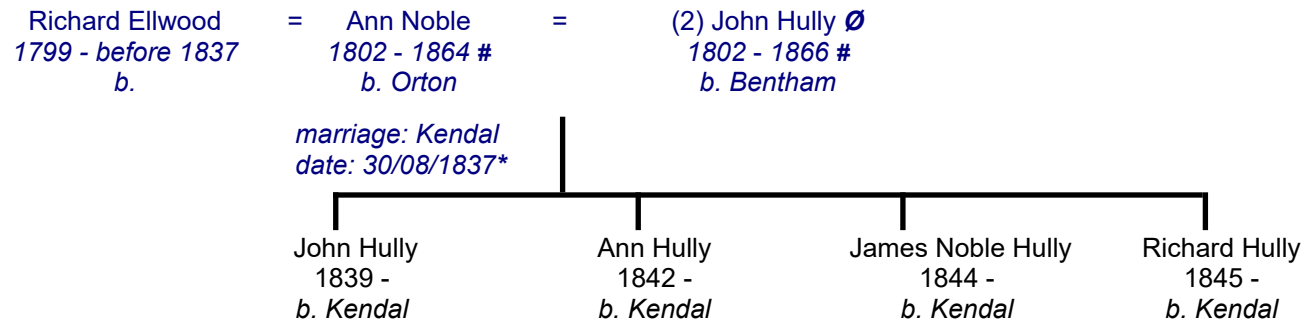 Richard Ellwood = Ann Noble = (2) John Hully Ø
1799 - before 1837 1802 - 1864 # 1802 - 1866 #
b. b. Orton b. Bentham
marriage: Kendal
date: 30/08/1837*
John Hully Ann Hully James Noble Hully Richard Hully
1839 - 1842 - 1844 - 1845 -
b. Kendal b. Kendal b. Kendal b. Kendal